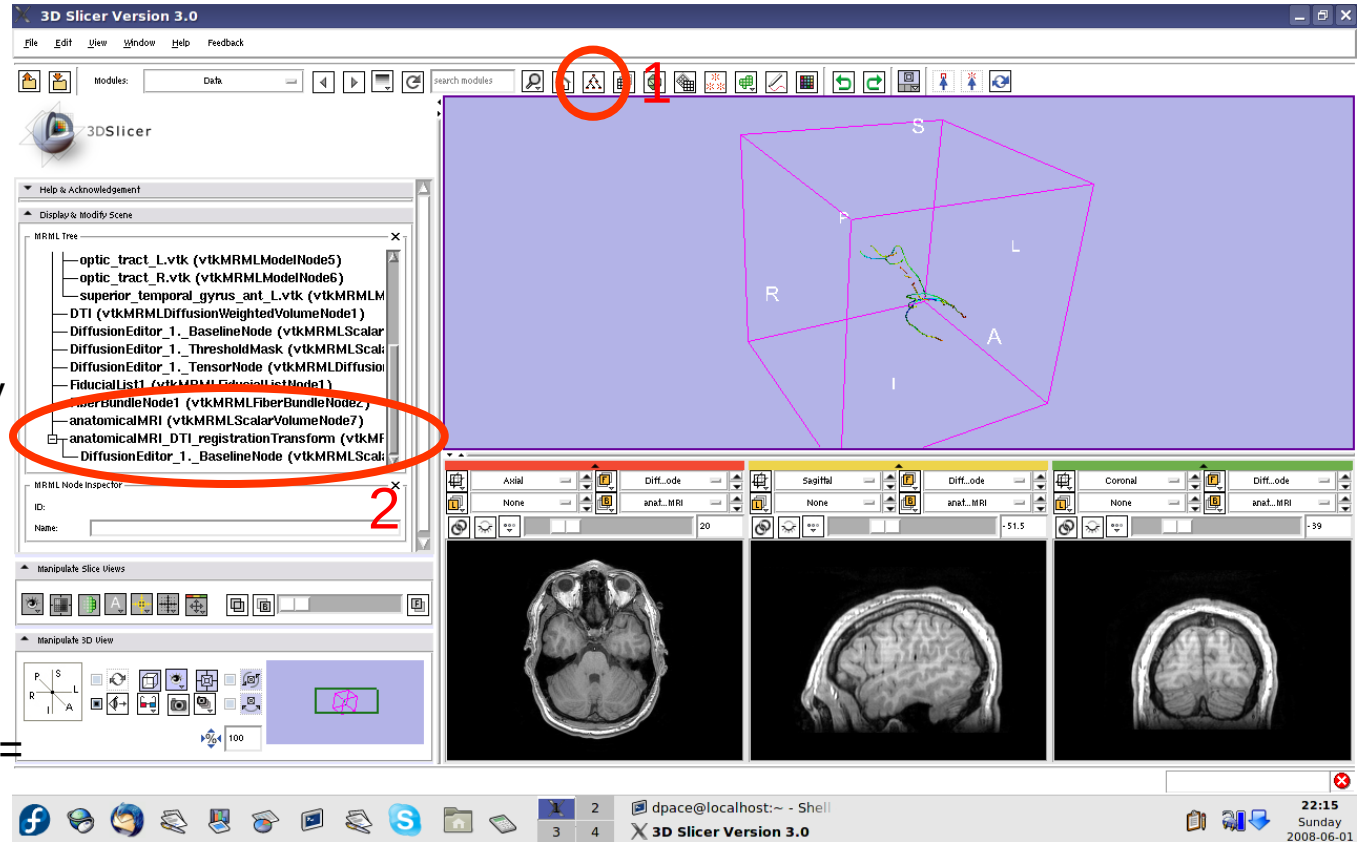 3D Slicer Version 3.0
File Edit View Window Help Feedback
Modules: Data search modules
1
3DSlicer
Help & Acknowledgement
Display & Modify Scene
MRML Tree
optic_tract_L.vtk (vtkMRMLModelNode5)
optic_tract_R.vtk (vtkMRMLModelNode6)
superior_temporal_gyrus_ant_L.vtk (vtkMRMLM
DTI (vtkMRMLDiffusionWeightedVolumeNode1)
DiffusionEditor_1._BaselineNode (vtkMRMLScalar
DiffusionEditor_1._ThresholdMask (vtkMRMLScala
DiffusionEditor_1._TensorNode (vtkMRMLDiffusion
FiducialList1 (vtkMRMLFiducialListNode1)
FiberBundleNode1 (vtkMRMLFiberBundleNode2)
anatomicalMRI (vtkMRMLScalarVolumeNode7)
anatomicalMRI_DTI_registrationTransform (vtkMF
DiffusionEditor_1._BaselineNode (vtkMRMLScala
MRML Node Inspector
2
ID:
Name:
Manipulate Slice Views
A B F
Manipulate 3D View
P S
R L
I A
% 100
=
y
S
P
L
R
A
I
Axial F Diff...ode
L None B anat...MRI
20
Sagittal F Diff...ode
L None B anat...MRI
-51.5
Coronal F Diff...ode
L None B anat...MRI
-39
1 2
3 4
dpace@localhost:~ - Shell
3D Slicer Version 3.0
22:15
Sunday
2008-06-01